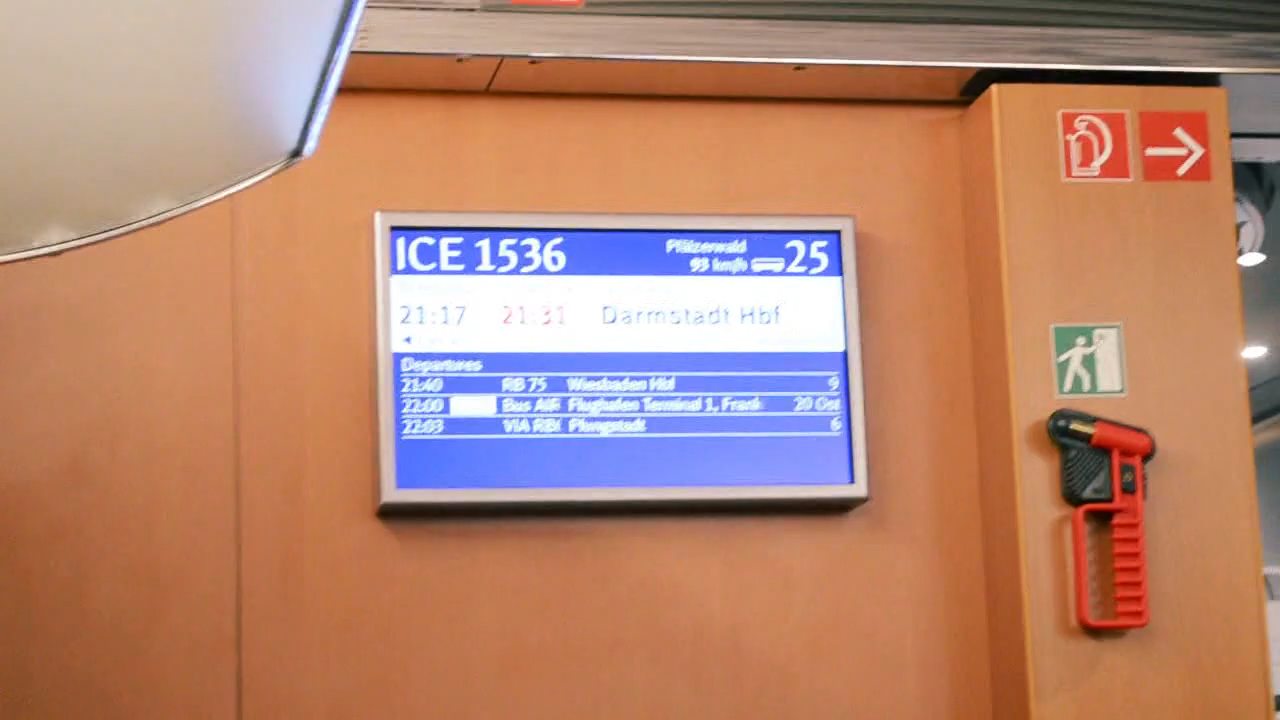 ICE 1536
Pfälzerwald
93 km/h
25
21:17 21:31 Darmstadt Hbf
Departures
21:40 RB 75 Wiesbaden Hbf 9
22:00 Bus AIR Flughafen Terminal 1, Frank 20 Ost
22:03 VIA RB Pfungstadt 6